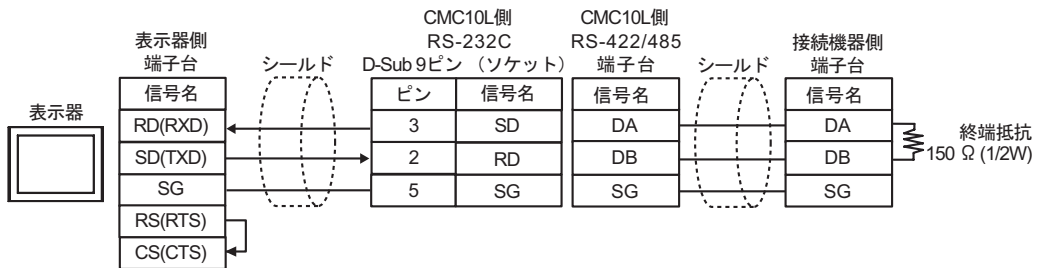 CMC10L側
RS-232C
D-Sub 9ピン （ソケット）
CMC10L側
RS-422/485
端子台
表示器側
端子台
シールド
シールド
接続機器側
端子台
表示器
信号名
ピン 信号名
信号名
信号名
RD(RXD) 3 SD DA DA
SD(TXD) 2 RD DB DB
SG 5 SG SG SG
RS(RTS)
CS(CTS)
終端抵抗
150 Ω (1/2W)